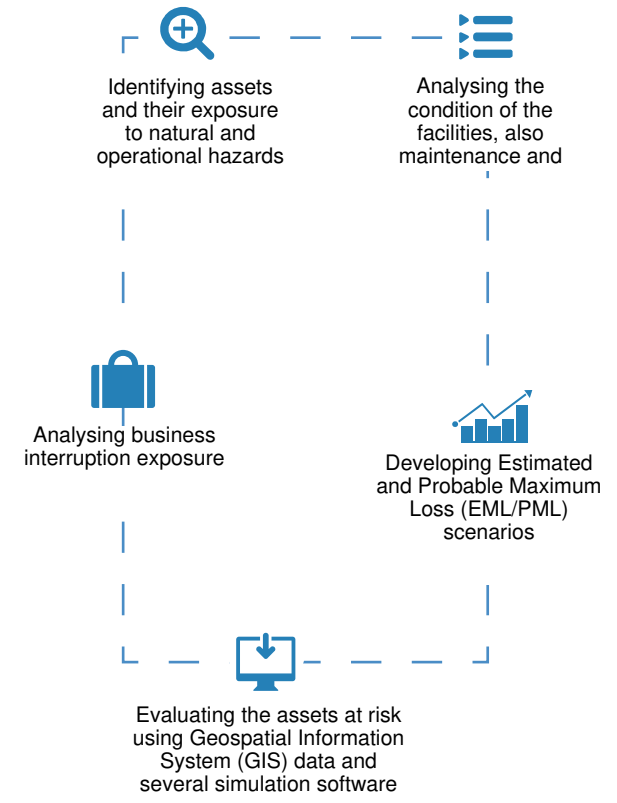 Identifying assets
and their exposure
to natural and
operational hazards
Analysing the
condition of the
facilities, also
maintenance and
Developing Estimated
and Probable Maximum
Loss (EML/PML)
scenarios
Evaluating the assets at risk
using Geospatial Information
System (GIS) data and
several simulation software
Analysing business
interruption exposure